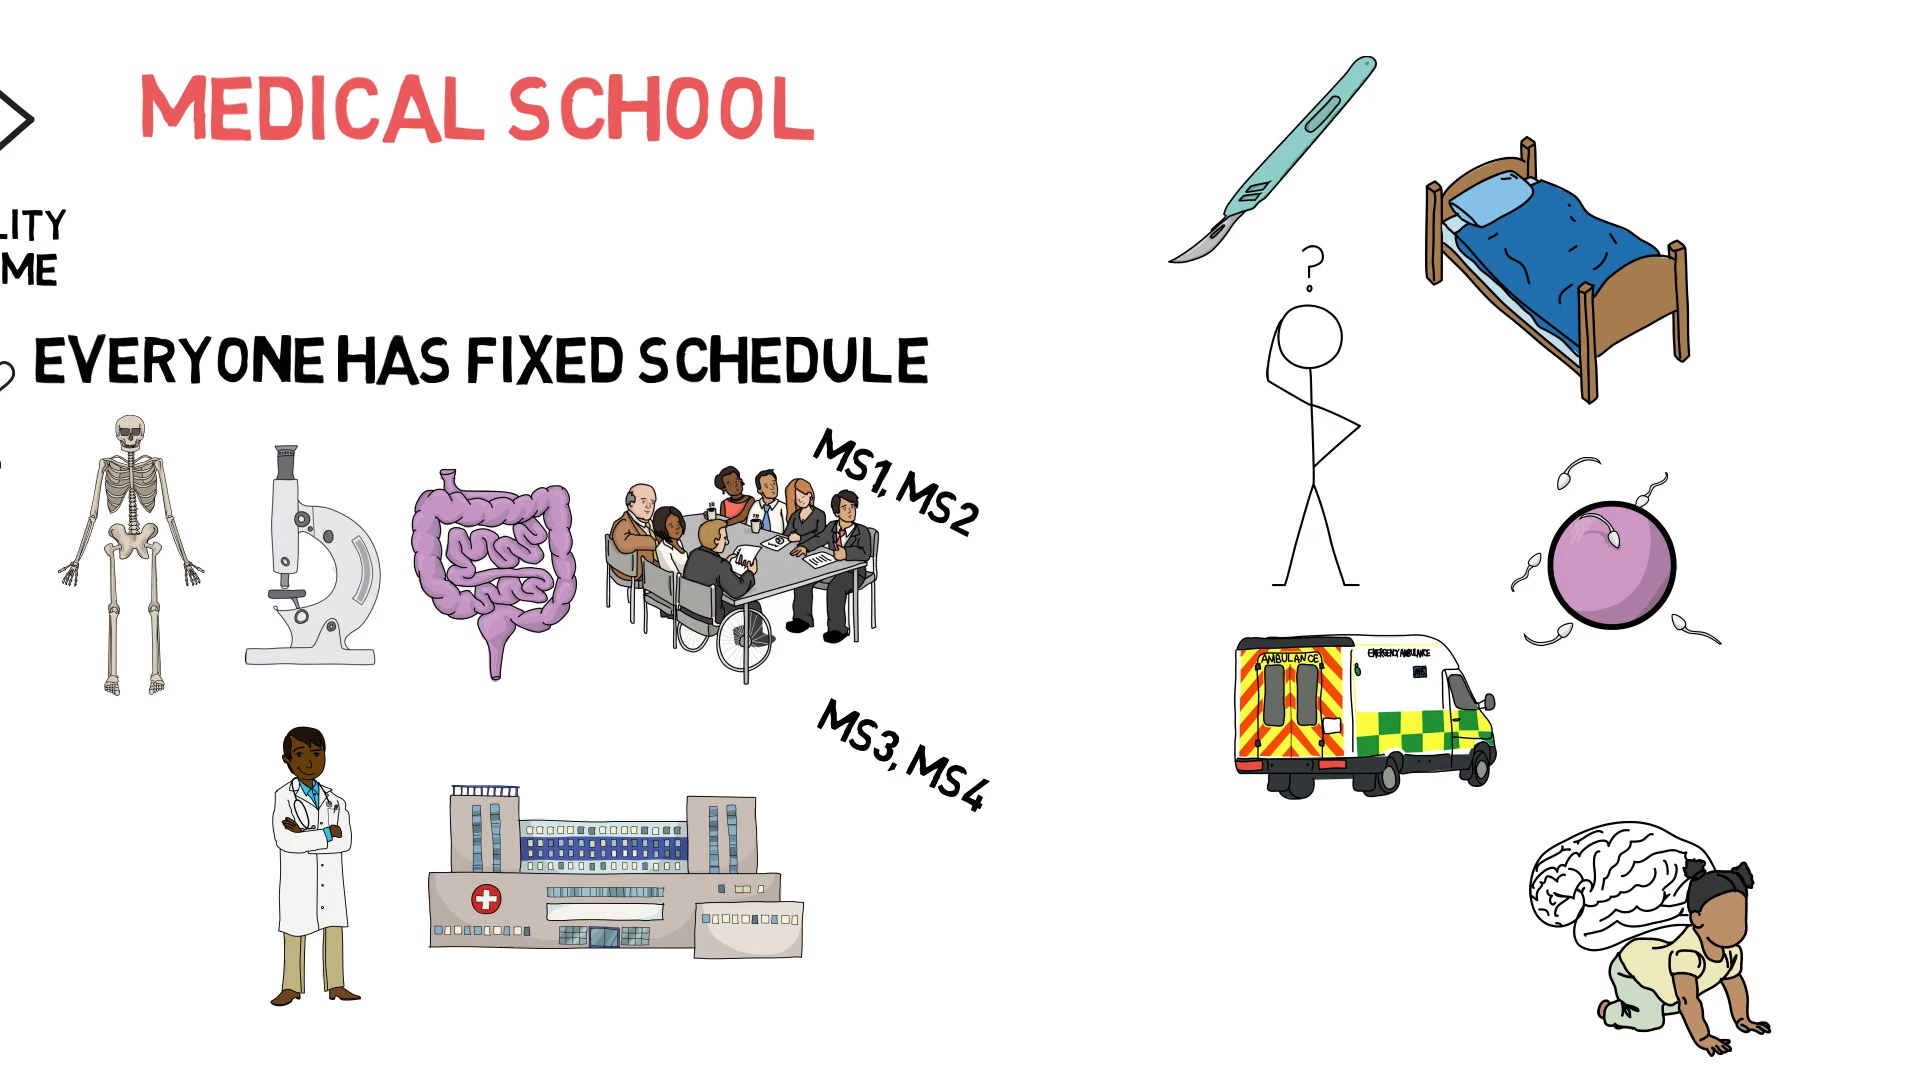 MEDICAL SCHOOL
LITY
ME
EVERYONE HAS FIXED SCHEDULE
MS1, MS2
MS3, MS4
?
AMBULANCE
EMERGENCY AMBULANCE